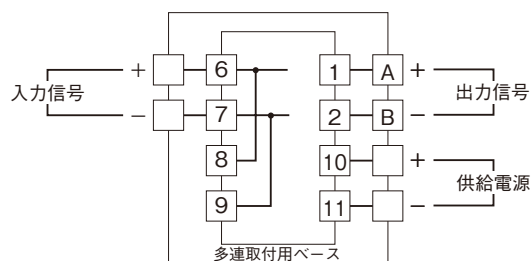 + 6 1 A +
入力信号 出力信号
− 7 2 B −
8 10 +
供給電源
9 11 −
多連取付用ベース